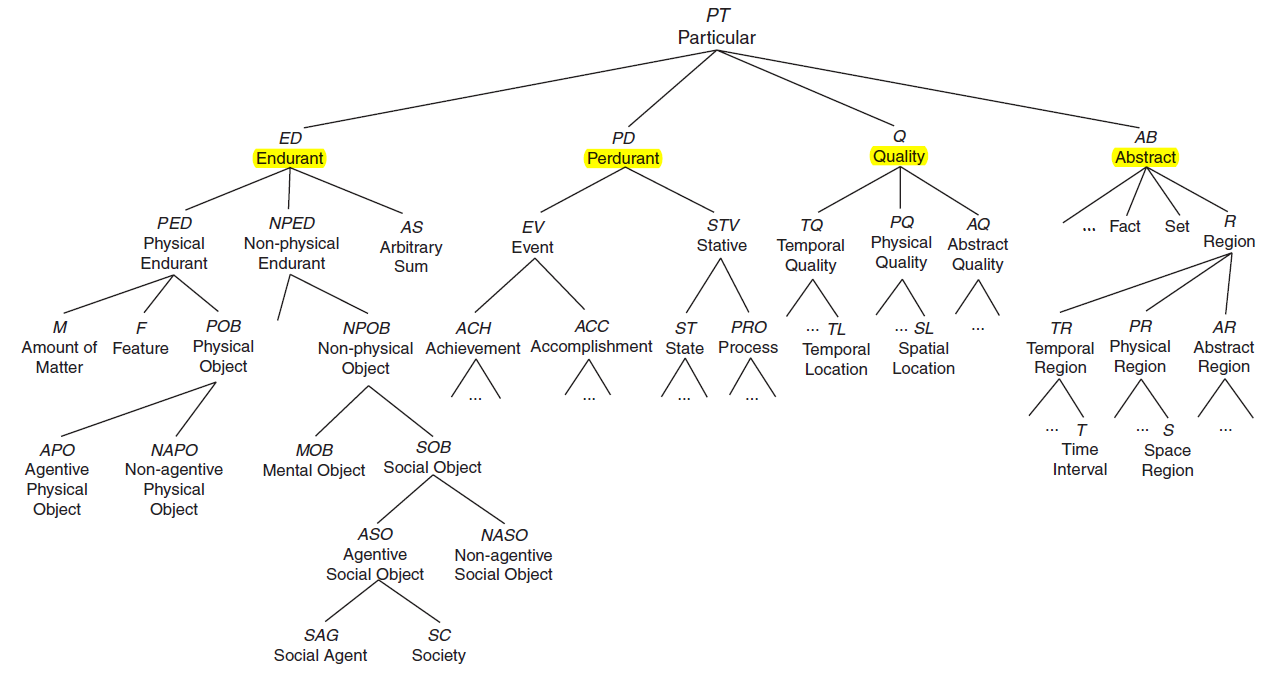 PT
Particular
ED
Endurant
PD
Perdurant
Q
Quality
AB
Abstract
PED
Physical
Endurant
NPED
Non-physical
Endurant
AS
Arbitrary
Sum
EV
Event
STV
Stative
TQ
Temporal
Quality
PQ
Physical
Quality
AQ
Abstract
Quality
...
Fact
Set
R
Region
M
Amount of
Matter
F
Feature
POB
Physical
Object
NPOB
Non-physical
Object
ACH
Achievement
ACC
Accomplishment
ST
State
PRO
Process
... TL
Temporal
Location
... SL
Spatial
Location
...
TR
Temporal
Region
PR
Physical
Region
AR
Abstract
Region
...
...
...
...
APO
Agentive
Physical
Object
NAPO
Non-agentive
Physical
Object
MOB
Mental Object
SOB
Social Object
... T
Time
Interval
... S
Space
Region
...
ASO
Agentive
Social Object
NASO
Non-agentive
Social Object
SAG
Social Agent
SC
Society